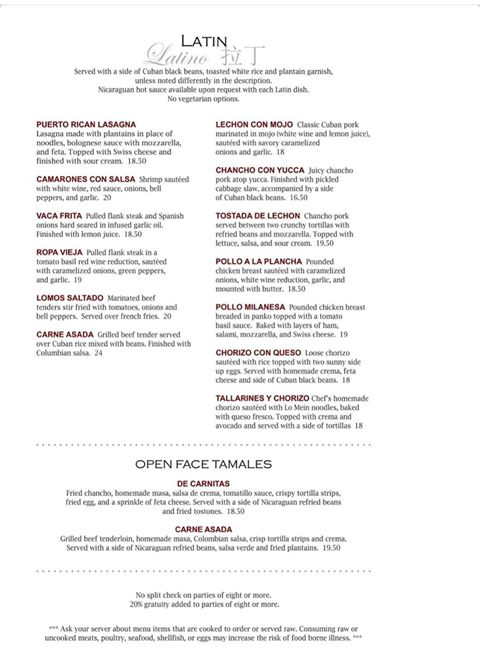 LATIN
Latino 拉丁
Served with a side of Cuban black beans, toasted white rice and plantain garnish,
unless noted differently in the description.
Nicaraguan hot sauce available upon request with each Latin dish.
No vegetarian options.
PUERTO RICAN LASAGNA
Lasagna made with plantains in place of
noodles, bolognese sauce with mozzarella,
and feta. Topped with Swiss cheese and
finished with sour cream. 18.50
CAMARONES CON SALSA Shrimp sautéed
with white wine, red sauce, onions, bell
peppers, and garlic. 20
VACA FRITA Pulled flank steak and Spanish
onions hard seared in infused garlic oil.
Finished with lemon juice. 18.50
ROPA VIEJA Pulled flank steak in a
tomato basil red wine reduction, sautéed
with caramelized onions, green peppers,
and garlic. 19
LOMOS SALTADO Marinated beef
tenders stir fried with tomatoes, onions and
bell peppers. Served over french fries. 20
CARNE ASADA Grilled beef tender served
over Cuban rice mixed with beans. Finished with
Columbian salsa. 24
LECHON CON MOJO Classic Cuban pork
marinated in mojo (white wine and lemon juice),
sautéed with savory caramelized
onions and garlic. 18
CHANCHO CON YUCCA Juicy chancho
pork atop yucca. Finished with pickled
cabbage slaw, accompanied by a side
of Cuban black beans. 16.50
TOSTADA DE LECHON Chancho pork
served between two crunchy tortillas with
refried beans and mozzarella. Topped with
lettuce, salsa, and sour cream. 19.50
POLLO A LA PLANCHA Pounded
chicken breast sautéed with caramelized
onions, white wine reduction, garlic, and
mounted with butter. 18.50
POLLO MILANESA Pounded chicken breast
breaded in panko topped with a tomato
basil sauce. Baked with layers of ham,
salami, mozzarella, and Swiss cheese. 19
CHORIZO CON QUESO Loose chorizo
sautéed with rice topped with two sunny side
up eggs. Served with homemade crema, feta
cheese and side of Cuban black beans. 18
TALLARINES Y CHORIZO Chef's homemade
chorizo sautéed with Lo Mein noodles, baked
with queso fresco. Topped with crema and
avocado and served with a side of tortillas 18
OPEN FACE TAMALES
DE CARNITAS
Fried chancho, homemade masa, salsa de crema, tomatillo sauce, crispy tortilla strips,
fried egg, and a sprinkle of feta cheese. Served with a side of Nicaraguan refried beans
and fried tostones. 18.50
CARNE ASADA
Grilled beef tenderloin, homemade masa, Colombian salsa, crisp tortilla strips and crema.
Served with a side of Nicaraguan refried beans, salsa verde and fried plantains. 19.50
No split check on parties of eight or more.
20% gratuity added to parties of eight or more.
*** Ask your server about menu items that are cooked to order or served raw. Consuming raw or
uncooked meats, poultry, seafood, shellfish, or eggs may increase the risk of food borne illness. ***